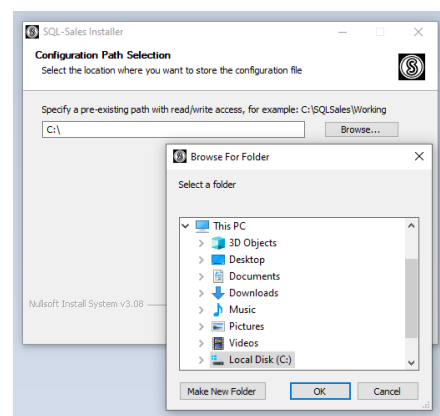 SQL-Sales Installer
Configuration Path Selection
Select the location where you want to store the configuration file
Specify a pre-existing path with read/write access, for example: C:\SQLSales\Working
C:\
Browse...
Browse For Folder
Select a folder
This PC
3D Objects
Desktop
Documents
Downloads
Music
Pictures
Videos
Local Disk (C:)
Nullsoft Install System v3.08
Make New Folder
OK
Cancel